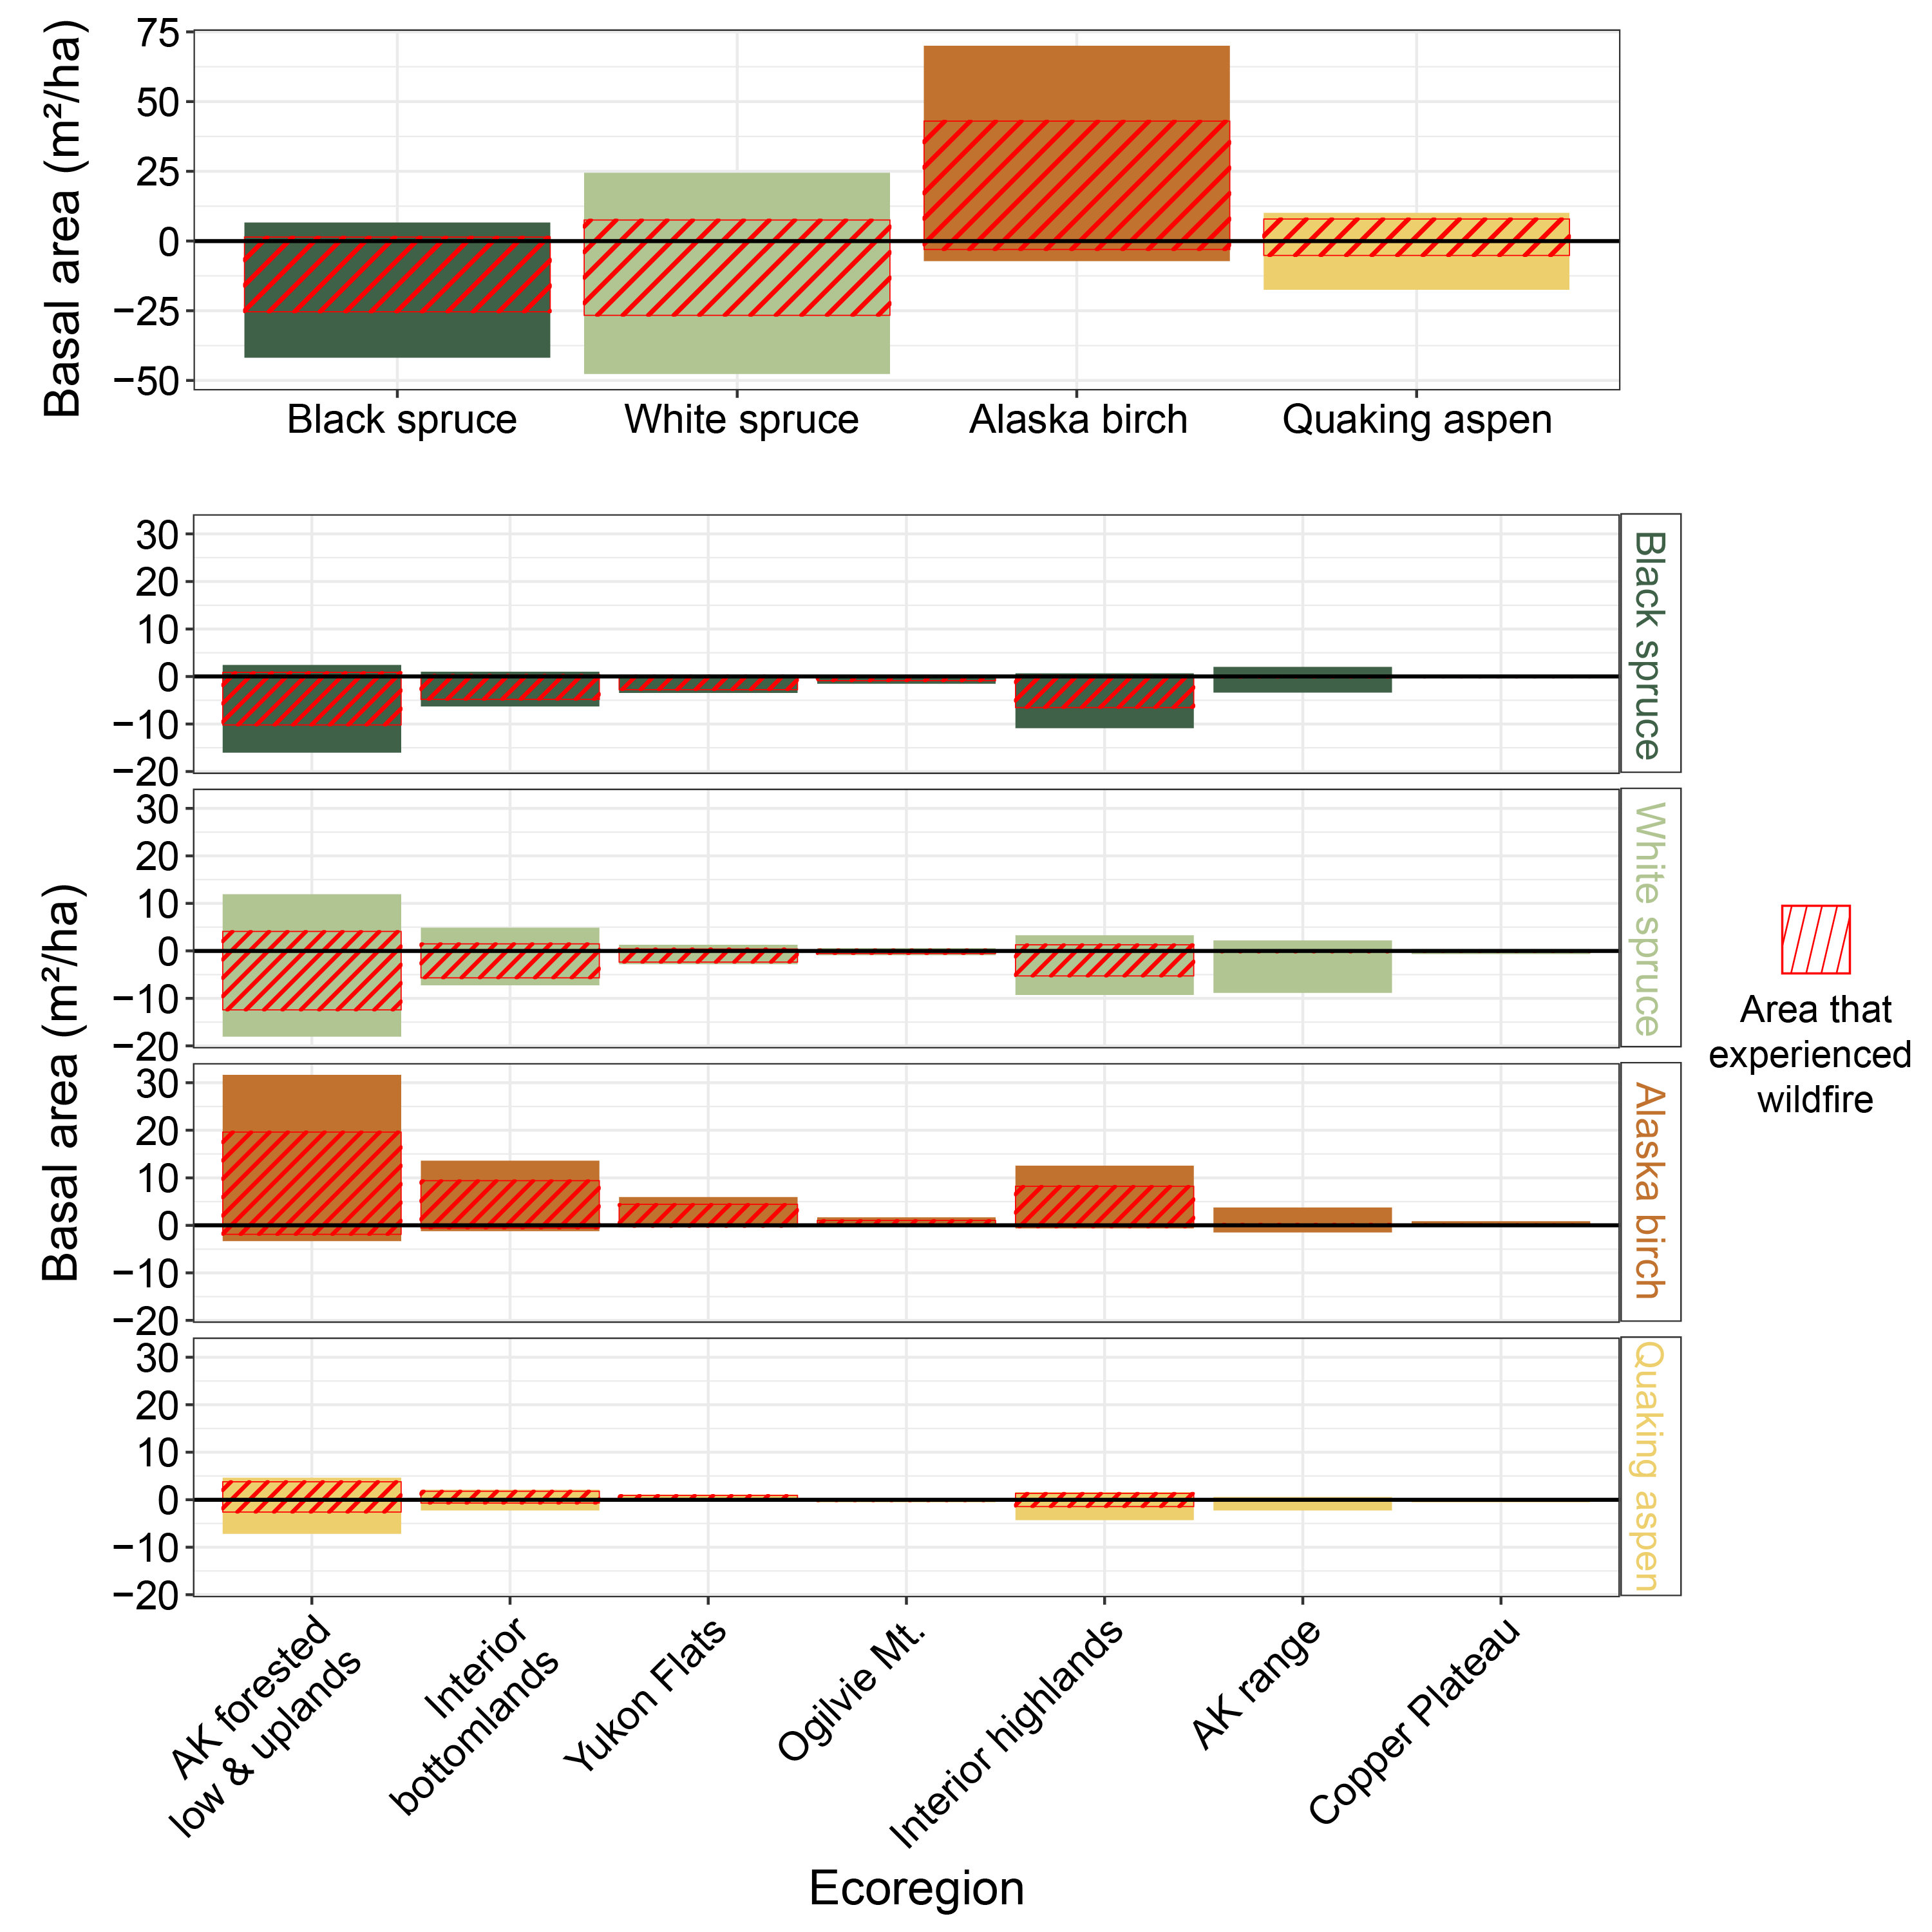 Basal area (m²/ha)
75
50
25
0
−25
−50
Black spruce White spruce Alaska birch Quaking aspen
Basal area (m²/ha)
30
20
10
0
−10
−20
Black spruce
30
20
10
0
−10
−20
White spruce
30
20
10
0
−10
−20
Alaska birch
30
20
10
0
−10
−20
Quaking aspen
Area that
experienced
wildfire
AK forested
low & uplands
Interior
bottomlands
Yukon Flats
Ogilvie Mt.
Interior highlands
AK range
Copper Plateau
Ecoregion